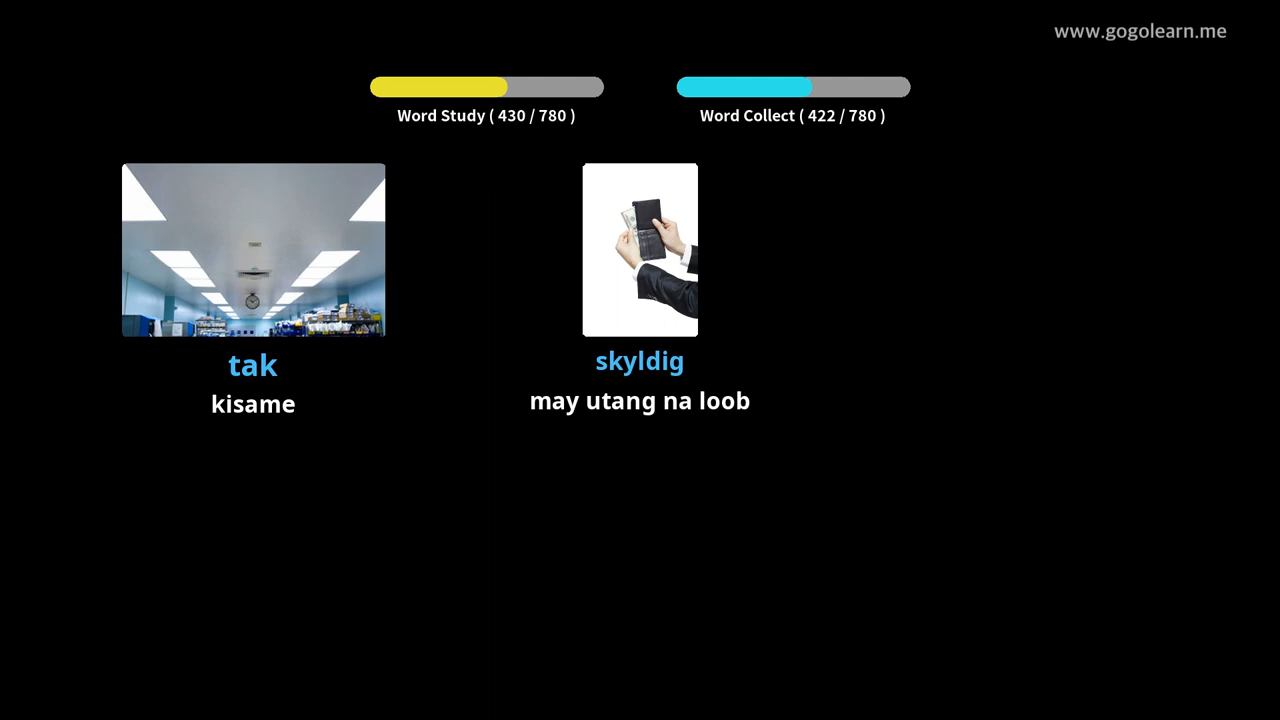 www.gogolearn.me
Word Study ( 430 / 780 )
Word Collect ( 422 / 780 )
tak
kisame
skyldig
may utang na loob